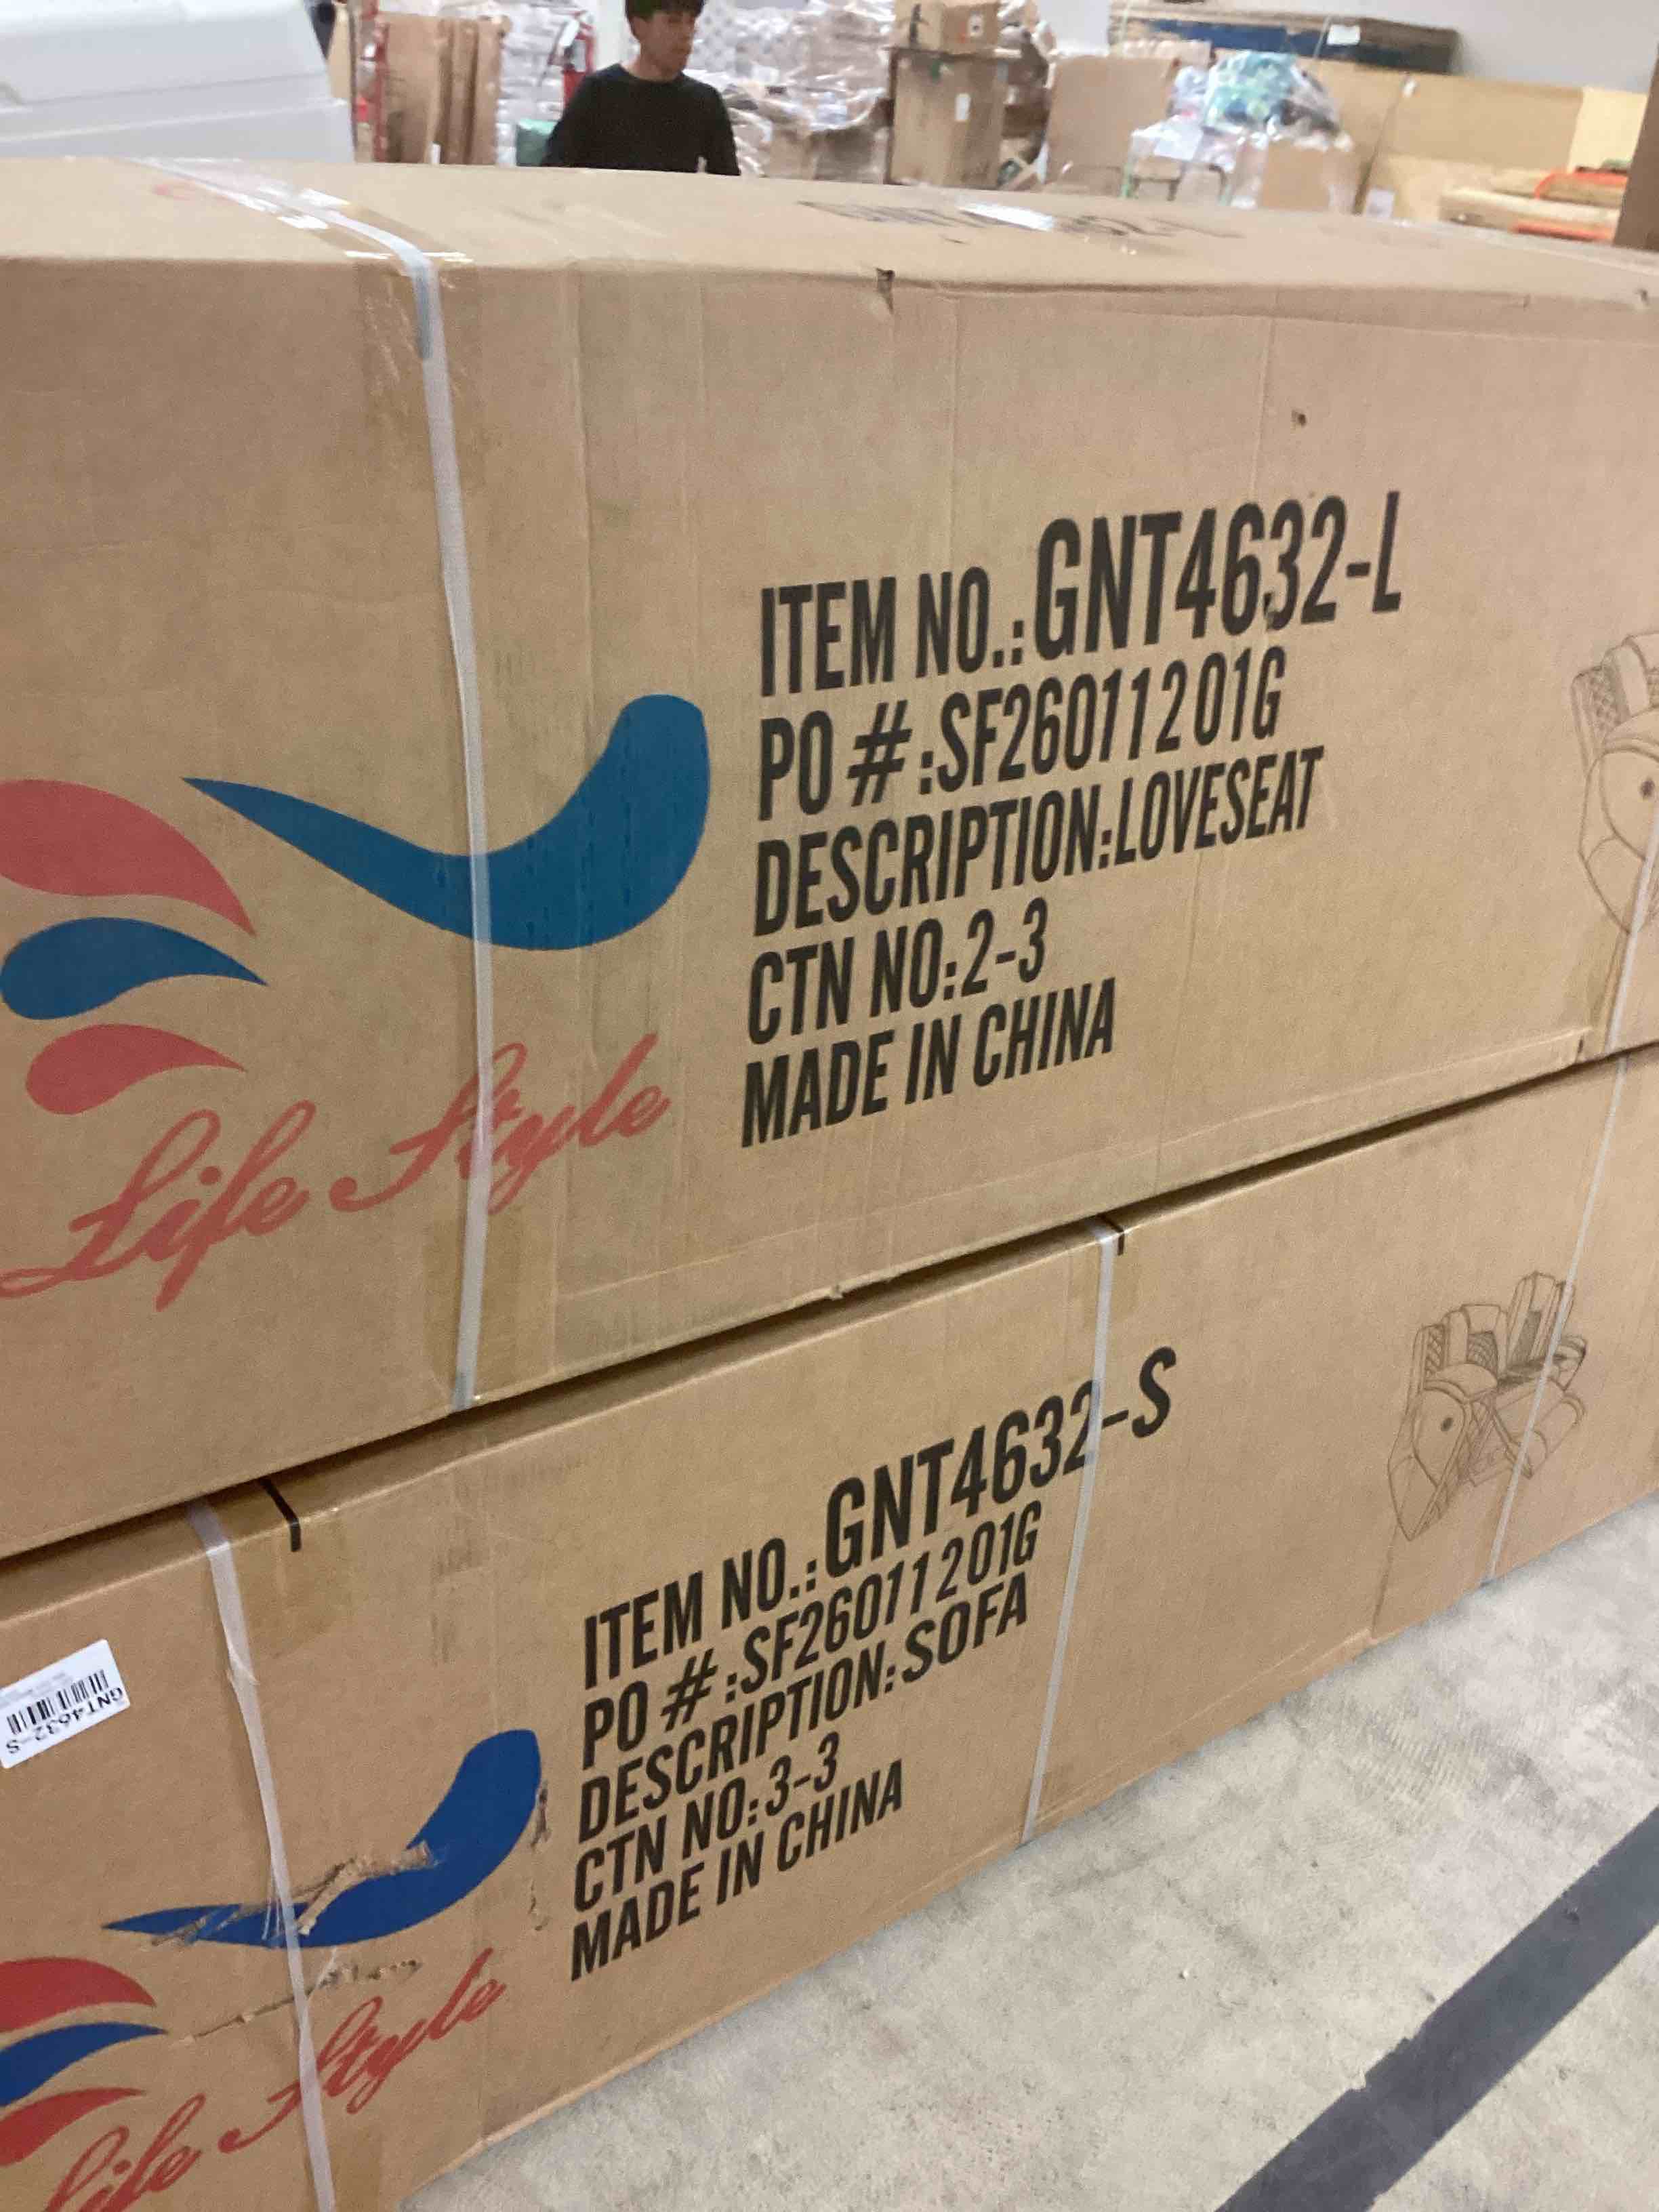 ITEM NO.:GNT4632-L
PO #:SF26011201G
DESCRIPTION:LOVESEAT
CTN NO:2-3
MADE IN CHINA
Life Style
ITEM NO.:GNT4632-S
PO #:SF26011201G
DESCRIPTION:SOFA
CTN NO:3-3
MADE IN CHINA
GNT4632-S
Life Style